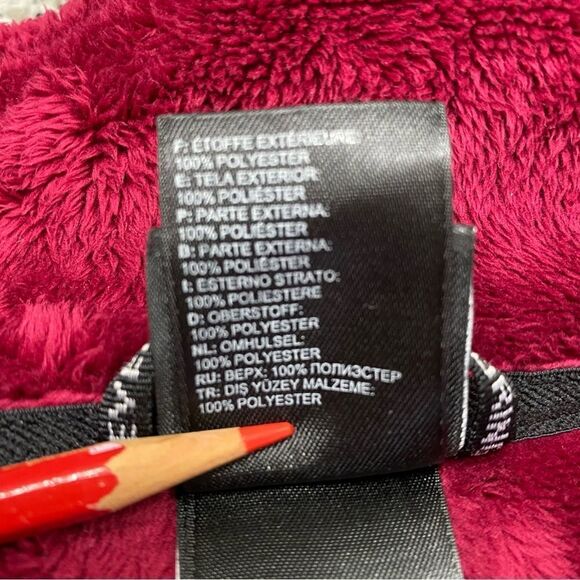 F: ÉTOFFE EXTÉRIEURE:
100% POLYESTER
E: TELA EXTERIOR:
100% POLIÉSTER
P: PARTE EXTERNA:
100% POLIÉSTER
B: PARTE EXTERNA:
100% POLIÉSTER
I: ESTERNO STRATO:
100% POLIESTERE
D: OBERSTOFF:
100% POLYESTER
NL: OMHULSEL:
100% POLYESTER
RU: ВЕРХ: 100% ПОЛИЭСТЕР
TR: DIŞ YÜZEY MALZEME:
100% POLYESTER